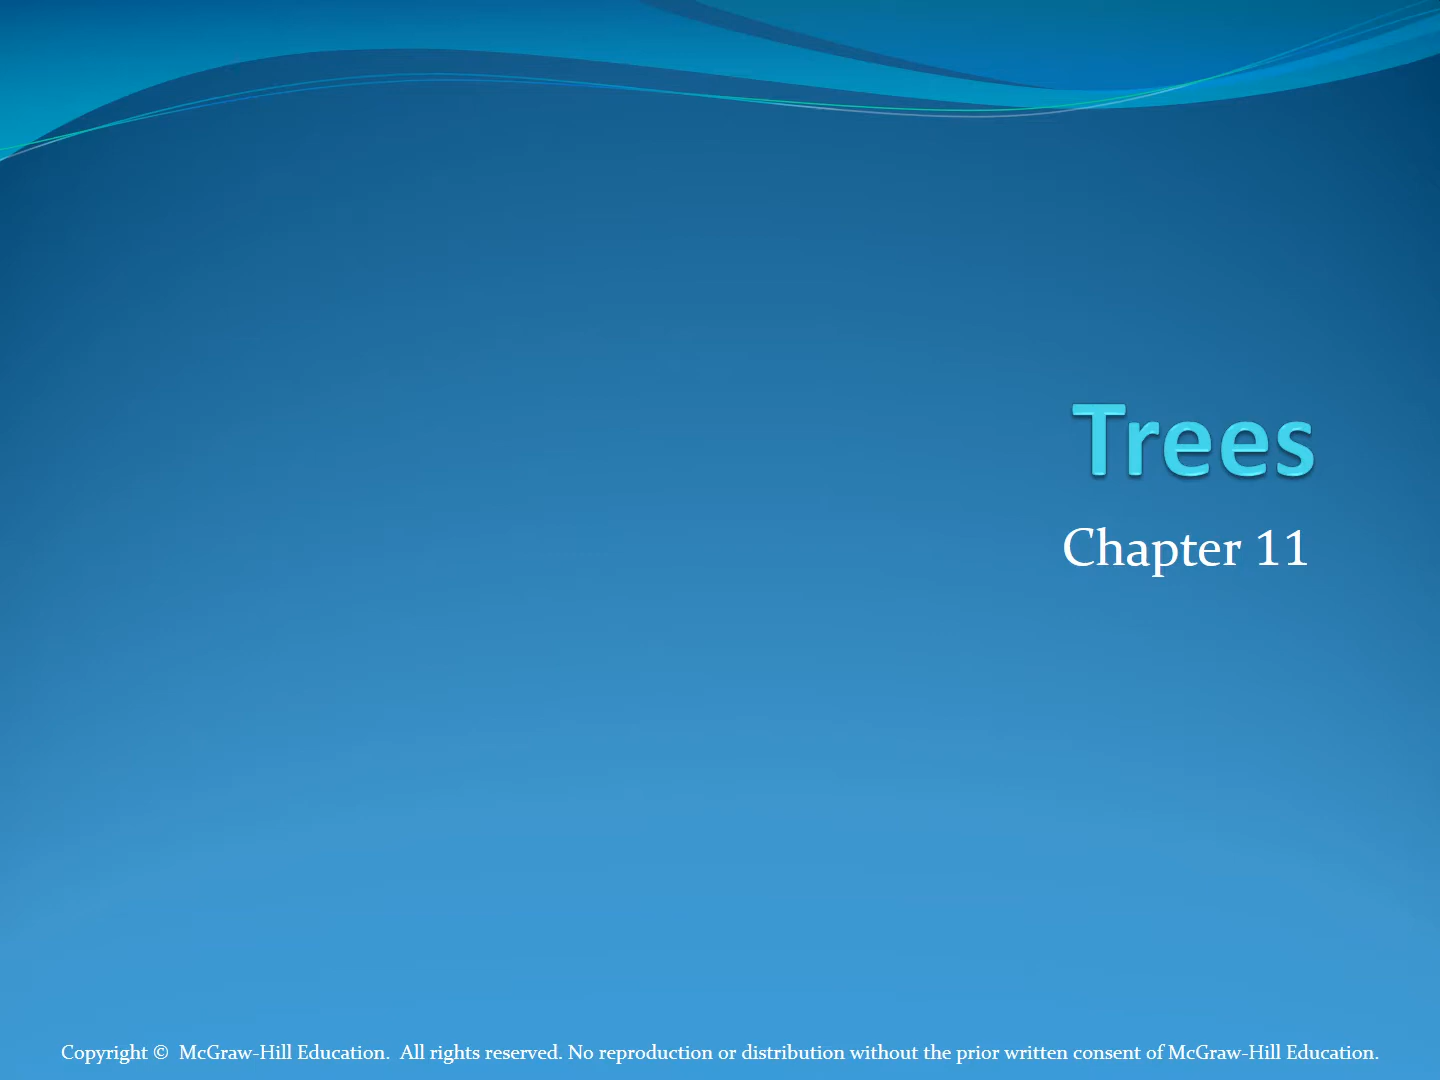 Trees
Chapter 11
Copyright © McGraw-Hill Education. All rights reserved. No reproduction or distribution without the prior written consent of McGraw-Hill Education.